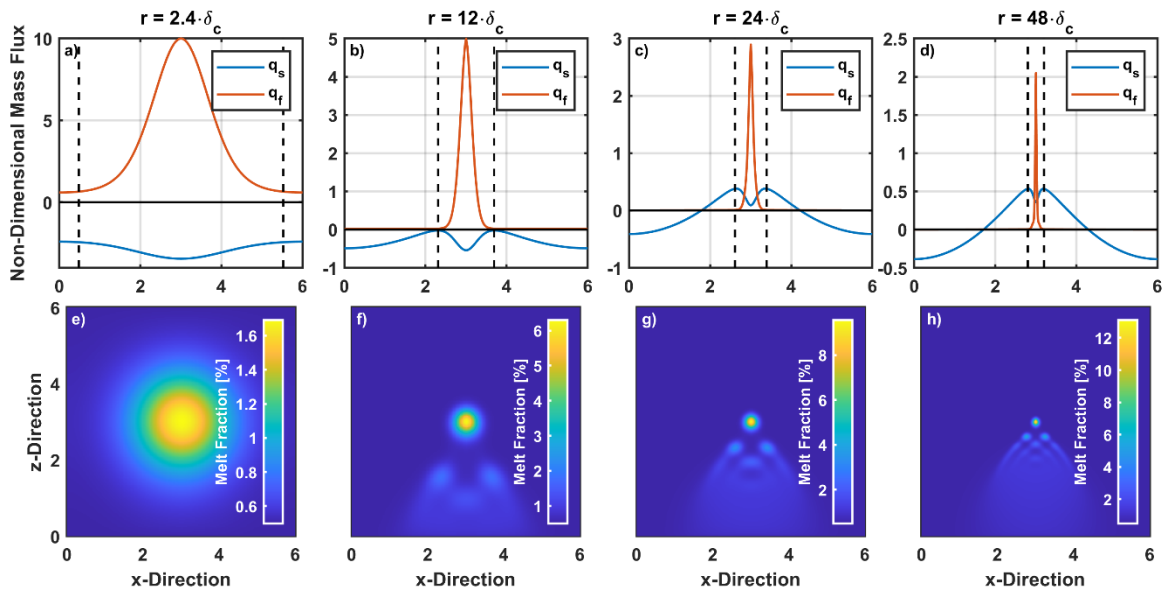 r = 2.4·δc r = 12·δc r = 24·δc r = 48·δc
Non-Dimensional Mass Flux
a)
10
5
0
qs
qf
0 2 4 6
b)
5
4
3
2
1
0
-1
qs
qf
0 2 4 6
c)
3
2
1
0
-1
qs
qf
0 2 4 6
d)
2.5
2
1.5
1
0.5
0
-0.5
qs
qf
0 2 4 6
z-Direction
e)
6
4
2
0
Melt Fraction [%]
1.6
1.4
1.2
1
0.8
0.6
0 2 4 6
x-Direction
f)
Melt Fraction [%]
6
5
4
3
2
1
0 2 4 6
x-Direction
g)
Melt Fraction [%]
8
6
4
2
0 2 4 6
x-Direction
h)
Melt Fraction [%]
12
10
8
6
4
2
0 2 4 6
x-Direction